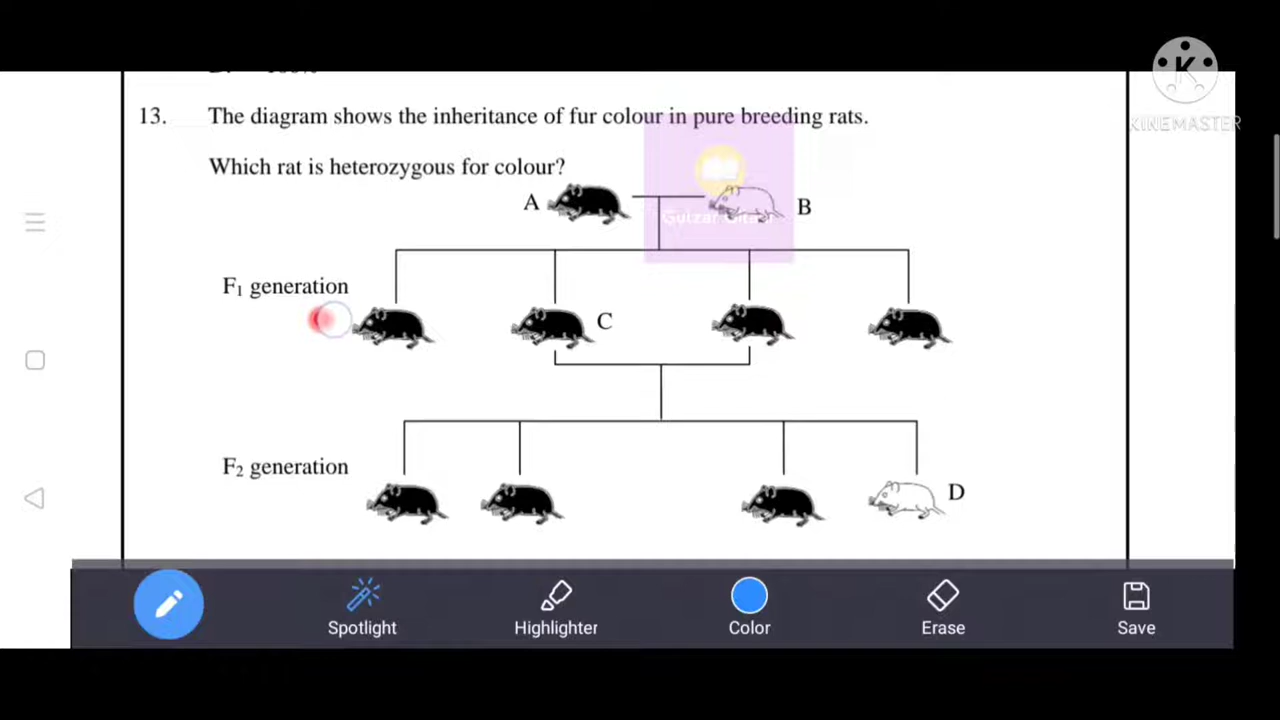 13. The diagram shows the inheritance of fur colour in pure breeding rats.
Which rat is heterozygous for colour?
A
B
F₁ generation
C
F₂ generation
D
K
KINEMASTER
Spotlight
Highlighter
Color
Erase
Save